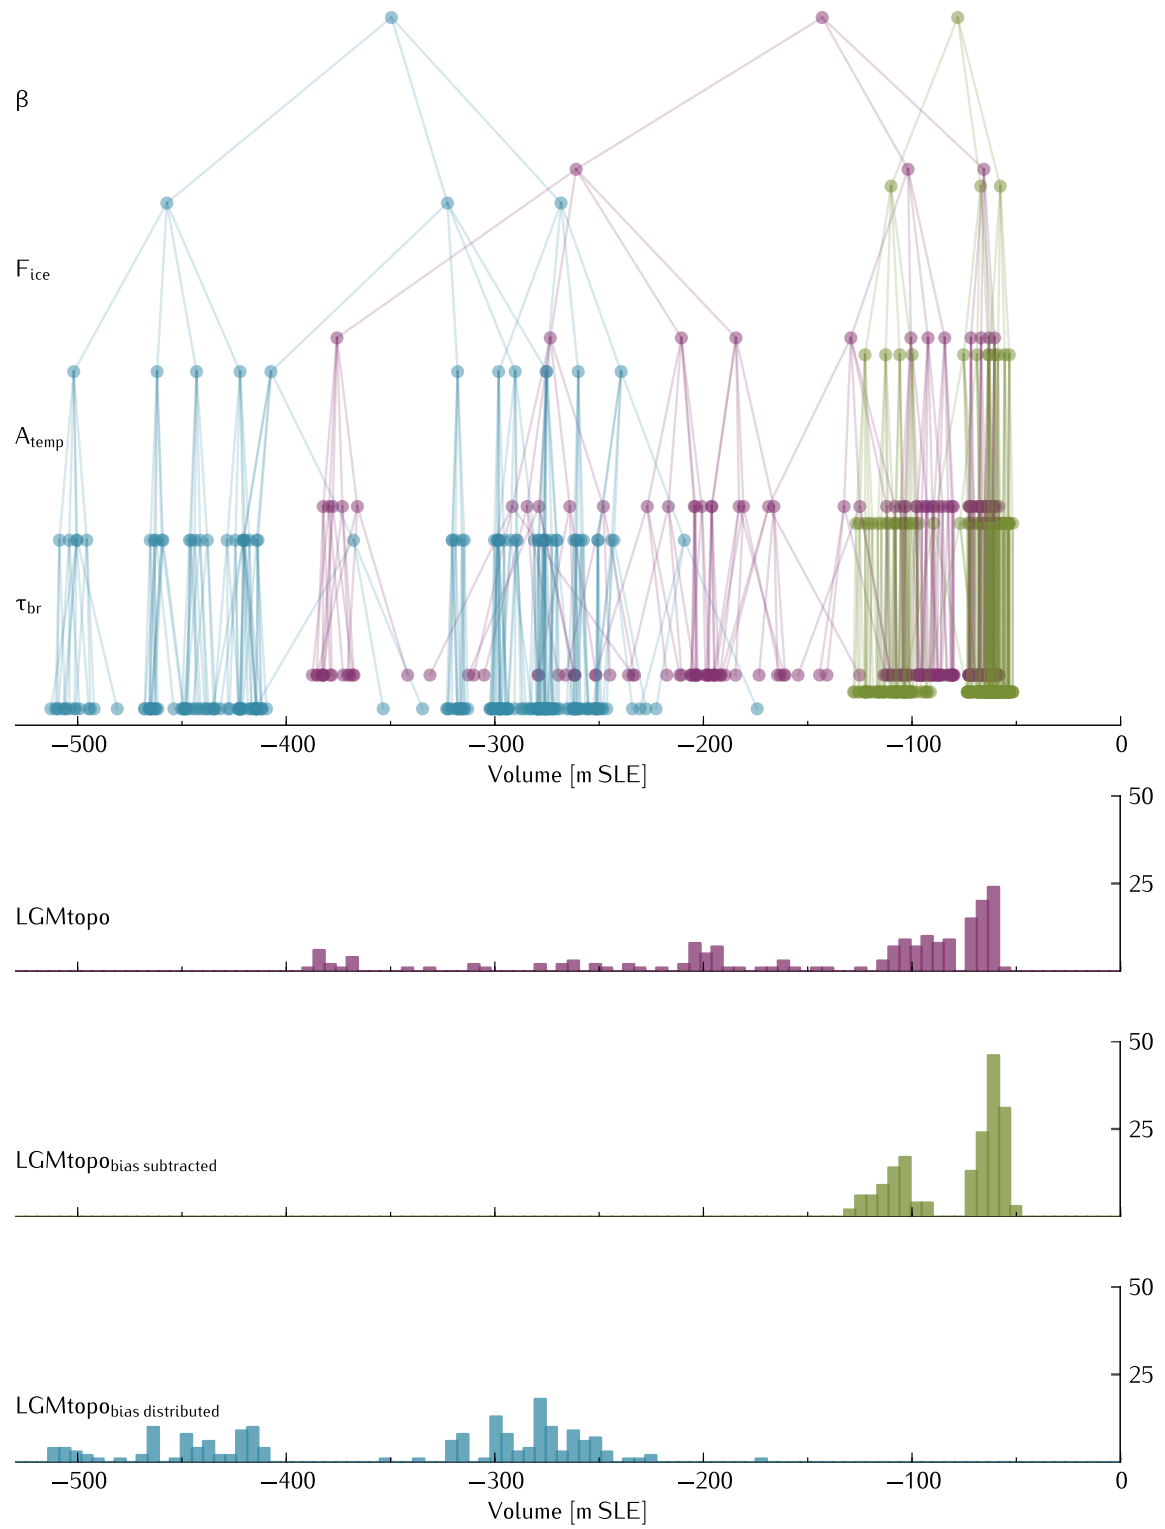 β
F_ice
A_temp
τ_br
−500 −400 −300 −200 −100 0
Volume [m SLE]
50
25
LGMtopo
50
25
LGMtopo_bias subtracted
50
25
LGMtopo_bias distributed
−500 −400 −300 −200 −100 0
Volume [m SLE]